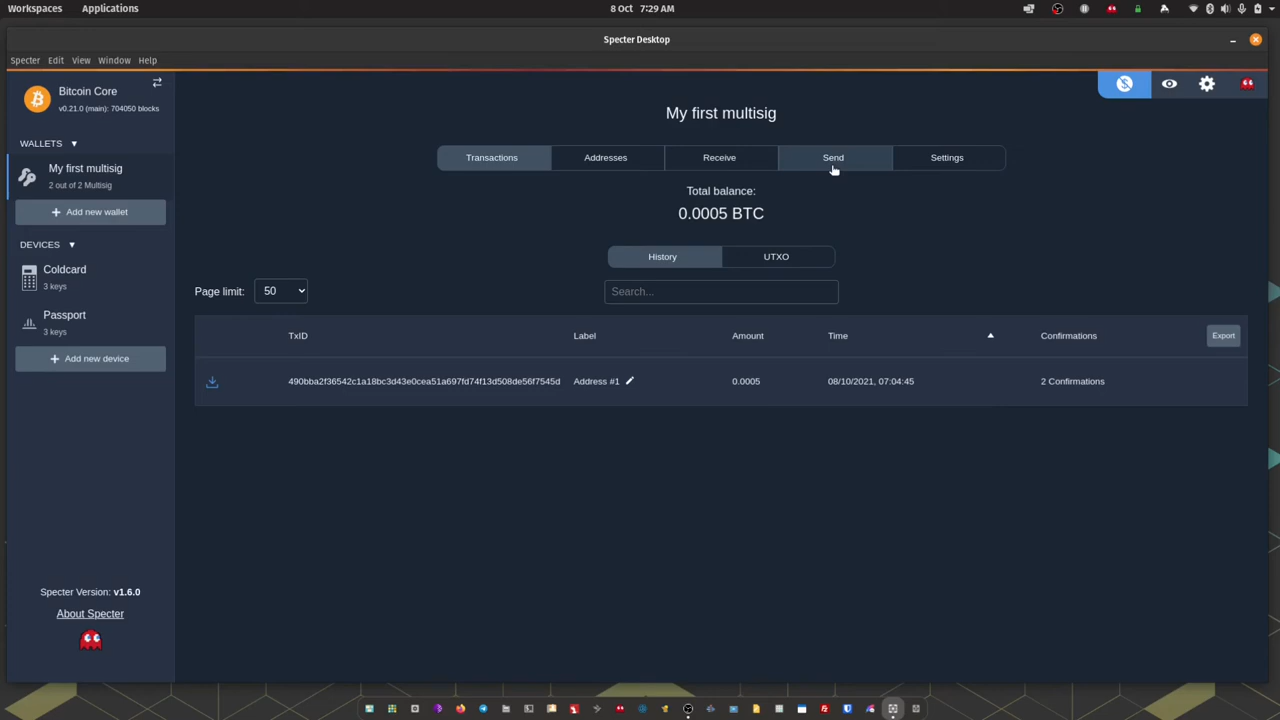 Workspaces Applications 8 Oct 7:29 AM
Specter Desktop
Specter Edit View Window Help
Bitcoin Core
v0.21.0 (main): 704050 blocks
WALLETS ▼
My first multisig
2 out of 2 Multisig
+ Add new wallet
DEVICES ▼
Coldcard
3 keys
Passport
3 keys
+ Add new device
Specter Version: v1.6.0
About Specter
My first multisig
Transactions Addresses Receive Send Settings
Total balance:
0.0005 BTC
History UTXO
Page limit: 50 Search...
TxID Label Amount Time Confirmations Export
490bba2f36542c1a18bc3d43e0cea51a697fd74f13d508de56f7545d Address #1 0.0005 08/10/2021, 07:04:45 2 Confirmations